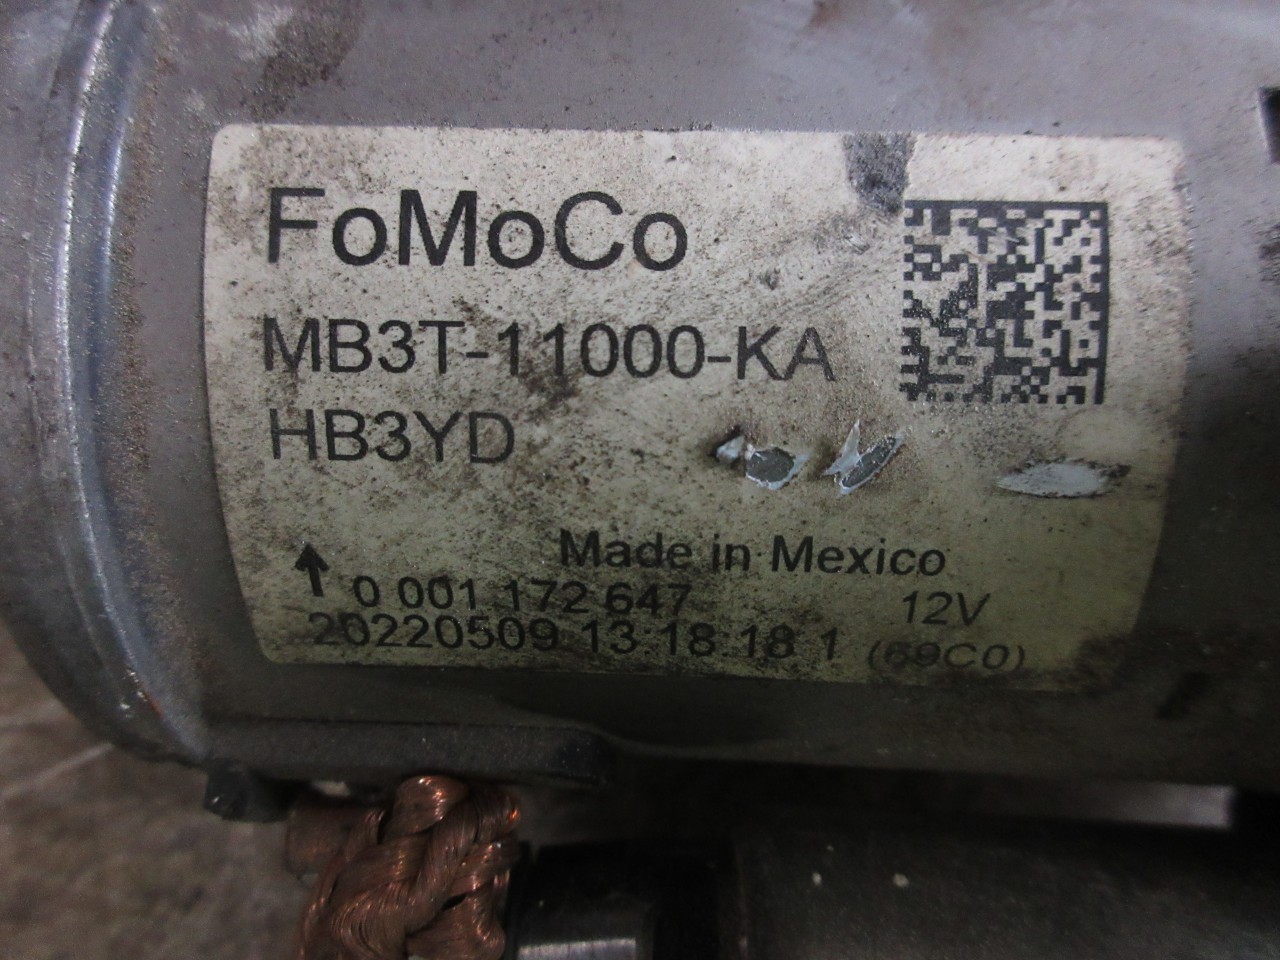 FoMoCo
MB3T-11000-KA
HB3YD
Made in Mexico
0 001 172 647 12V
20220509 13:18:18 1 (69C0)